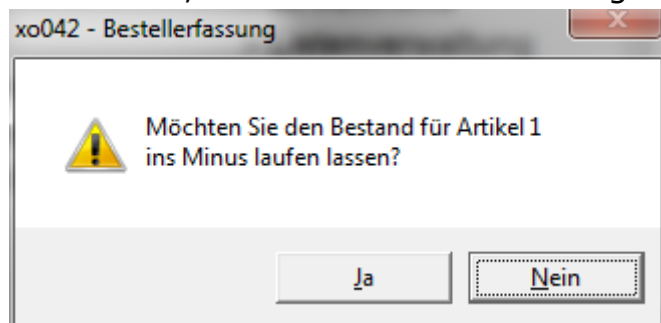 xo042 - Bestellerfassung
Möchten Sie den Bestand für Artikel 1
ins Minus laufen lassen?
Ja
Nein